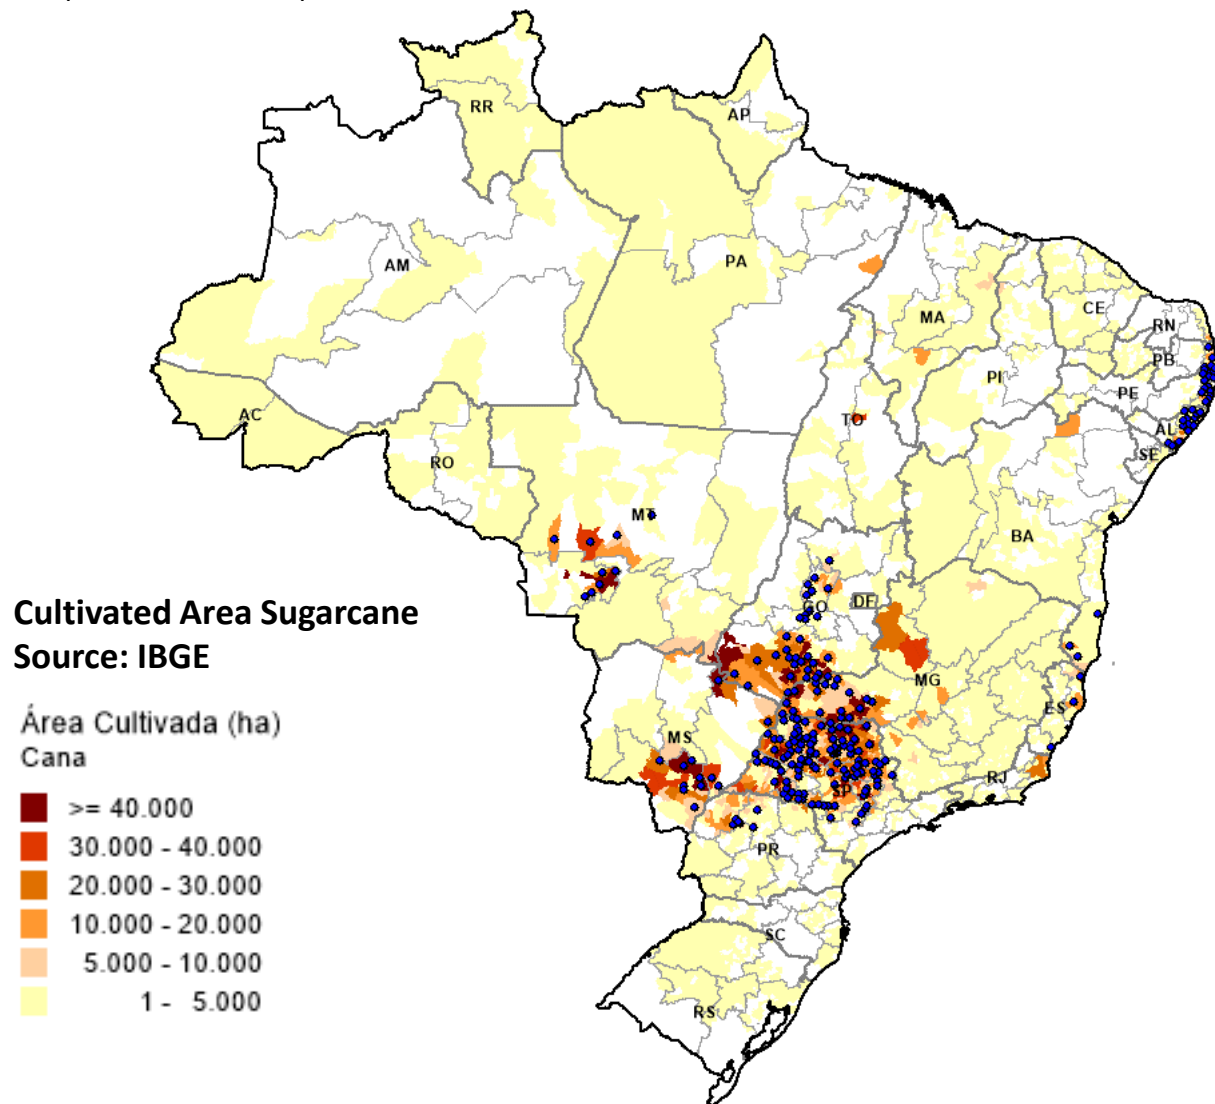 RR
AP
AM
PA
MA
CE
RN
PB
PI
PE
AC
TO
AL
SE
RO
MT
BA
Cultivated Area Sugarcane
GO
DF
Source: IBGE
MG
ES
Área Cultivada (ha)
MS
Cana
RJ
SP
>= 40.000
30.000 - 40.000
PR
20.000 - 30.000
10.000 - 20.000
SC
5.000 - 10.000
1 - 5.000
RS